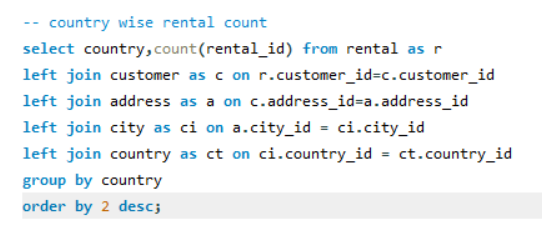 -- country wise rental count
select country,count(rental_id) from rental as r
left join customer as c on r.customer_id=c.customer_id
left join address as a on c.address_id=a.address_id
left join city as ci on a.city_id = ci.city_id
left join country as ct on ci.country_id = ct.country_id
group by country
order by 2 desc;